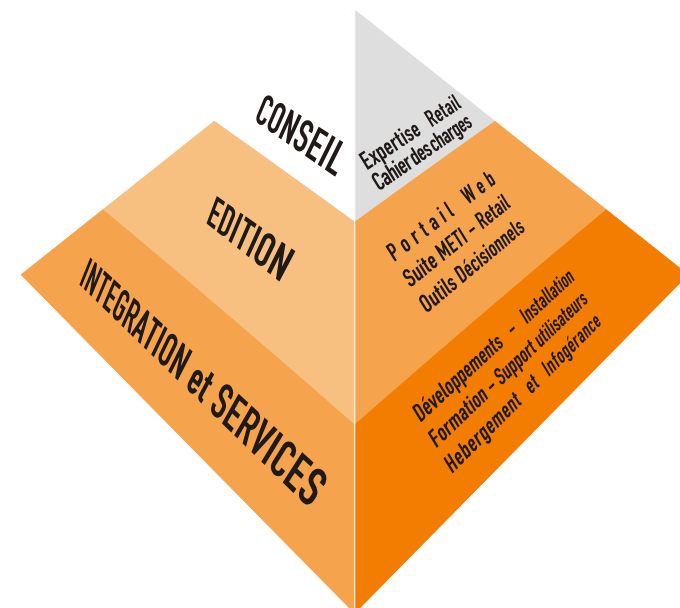 CONSEIL
Expertise Retail
Cahier des charges
EDITION
Portail Web
Suite METI - Retail
Outils Décisionnels
INTEGRATION et SERVICES
Développements - Installation
Formation - Support utilisateurs
Hebergement et Infogérance